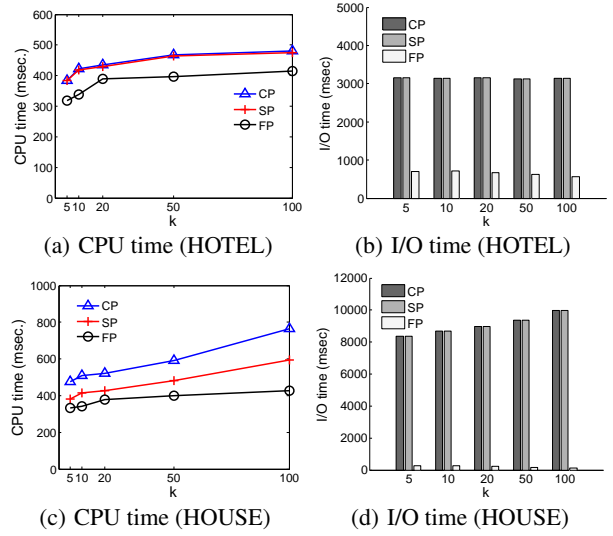 600
500
400
300
200
100
0
CPU time (msec.)
CP
SP
FP
5 10 20 50 100
k
(a) CPU time (HOTEL)
5000
4000
3000
2000
1000
0
I/O time (msec)
CP
SP
FP
5 10 20 50 100
k
(b) I/O time (HOTEL)
1000
800
600
400
200
0
CPU time (msec.)
CP
SP
FP
5 10 20 50 100
k
(c) CPU time (HOUSE)
12000
10000
8000
6000
4000
2000
0
I/O time (msec)
CP
SP
FP
5 10 20 50 100
k
(d) I/O time (HOUSE)